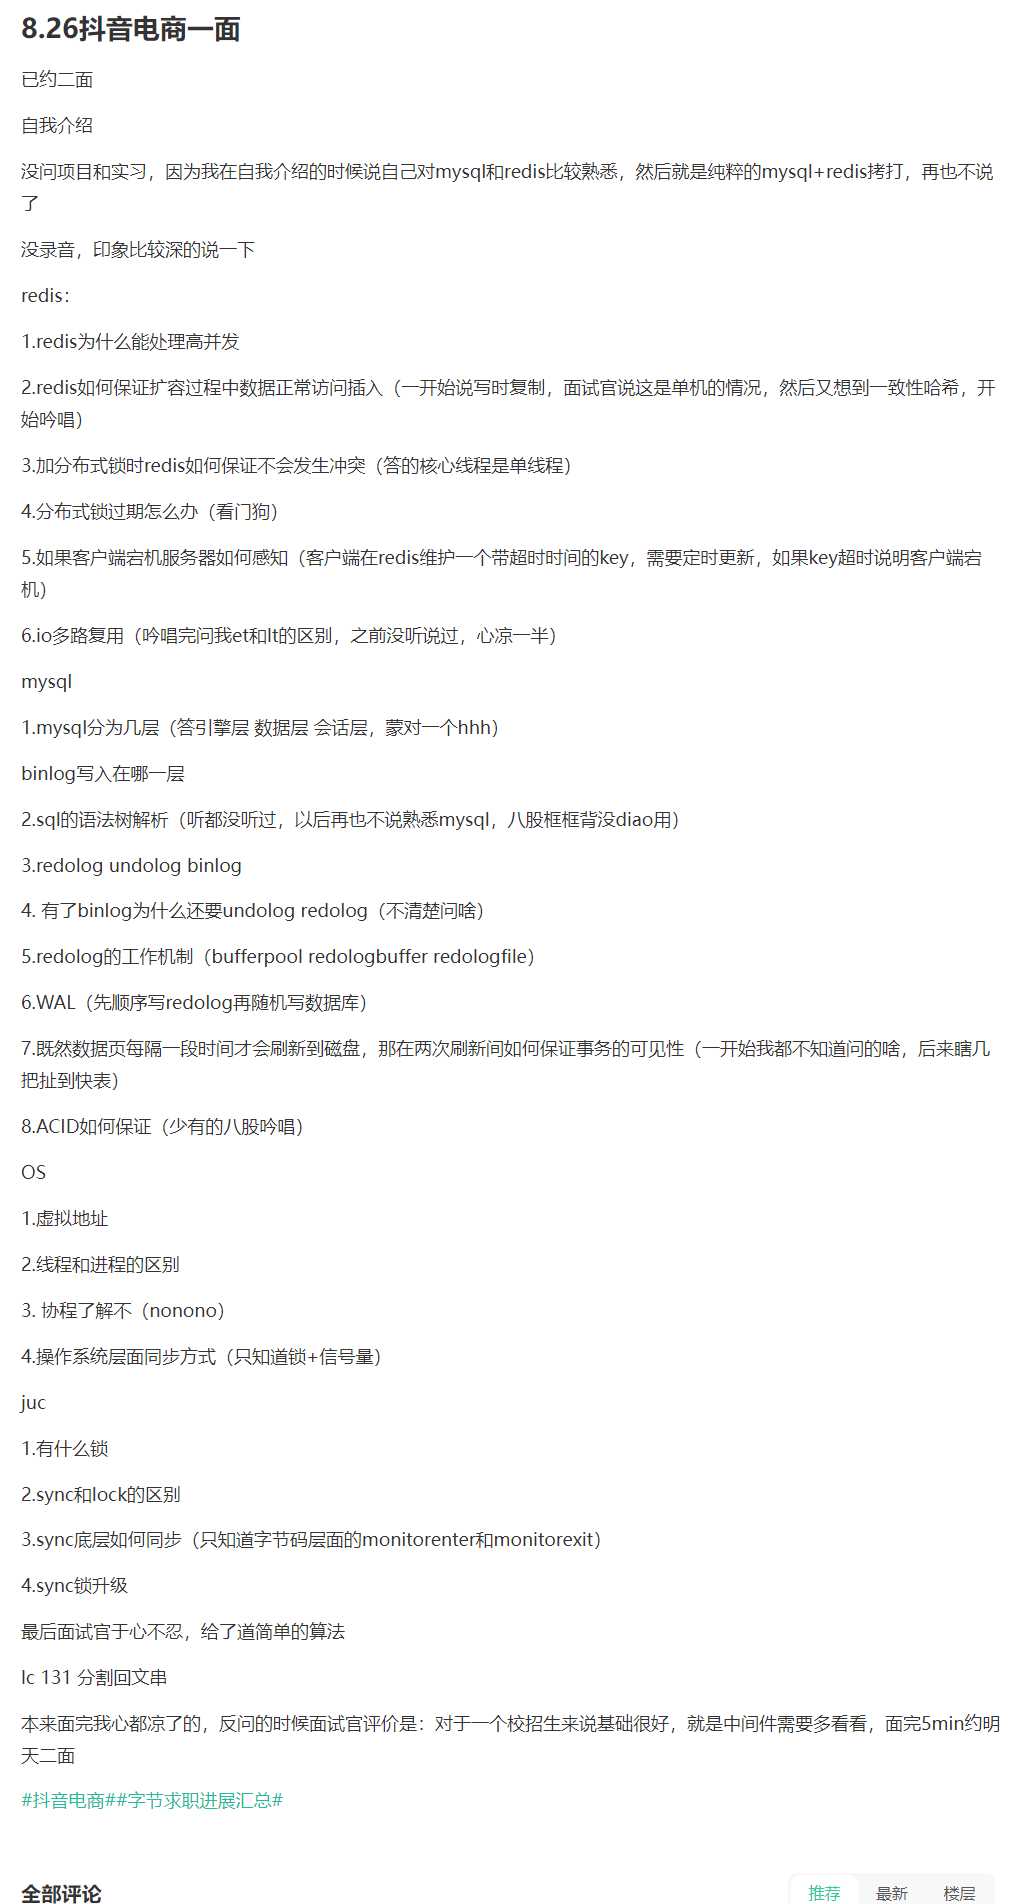 8.26抖音电商一面
已约二面
自我介绍
没问项目和实习，因为我在自我介绍的时候说自己对mysql和redis比较熟悉，然后就是纯粹的mysql+redis拷打，再也不说
了
没录音，印象比较深的说一下
redis：
1.redis为什么能处理高并发
2.redis如何保证扩容过程中数据正常访问插入（一开始说写时复制，面试官说这是单机的情况，然后又想到一致性哈希，开
始吟唱）
3.加分布式锁时redis如何保证不会发生冲突（答的核心线程是单线程）
4.分布式锁过期怎么办（看门狗）
5.如果客户端宕机服务器如何感知（客户端在redis维护一个带超时时间的key，需要定时更新，如果key超时说明客户端宕
机）
6.io多路复用（吟唱完问我et和lt的区别，之前没听说过，心凉一半）
mysql
1.mysql分为几层（答引擎层 数据层 会话层，蒙对一个hhh）
binlog写入在哪一层
2.sql的语法树解析（听都没听过，以后再也不说熟悉mysql，八股框框背没diao用）
3.redolog undolog binlog
4. 有了binlog为什么还要undolog redolog（不清楚问啥）
5.redolog的工作机制（bufferpool redologbuffer redologfile）
6.WAL（先顺序写redolog再随机写数据库）
7.既然数据页每隔一段时间才会刷新到磁盘，那在两次刷新间如何保证事务的可见性（一开始我都不知道问的啥，后来瞎几
把扯到快表）
8.ACID如何保证（少有的八股吟唱）
OS
1.虚拟地址
2.线程和进程的区别
3. 协程了解不（nonono）
4.操作系统层面同步方式（只知道锁+信号量）
juc
1.有什么锁
2.sync和lock的区别
3.sync底层如何同步（只知道字节码层面的monitorenter和monitorexit）
4.sync锁升级
最后面试官于心不忍，给了道简单的算法
lc 131 分割回文串
本来面完我心都凉了的，反问的时候面试官评价是：对于一个校招生来说基础很好，就是中间件需要多看看，面完5min约明
天二面
#抖音电商##字节求职进展汇总#
全部评论
推荐 最新 楼层